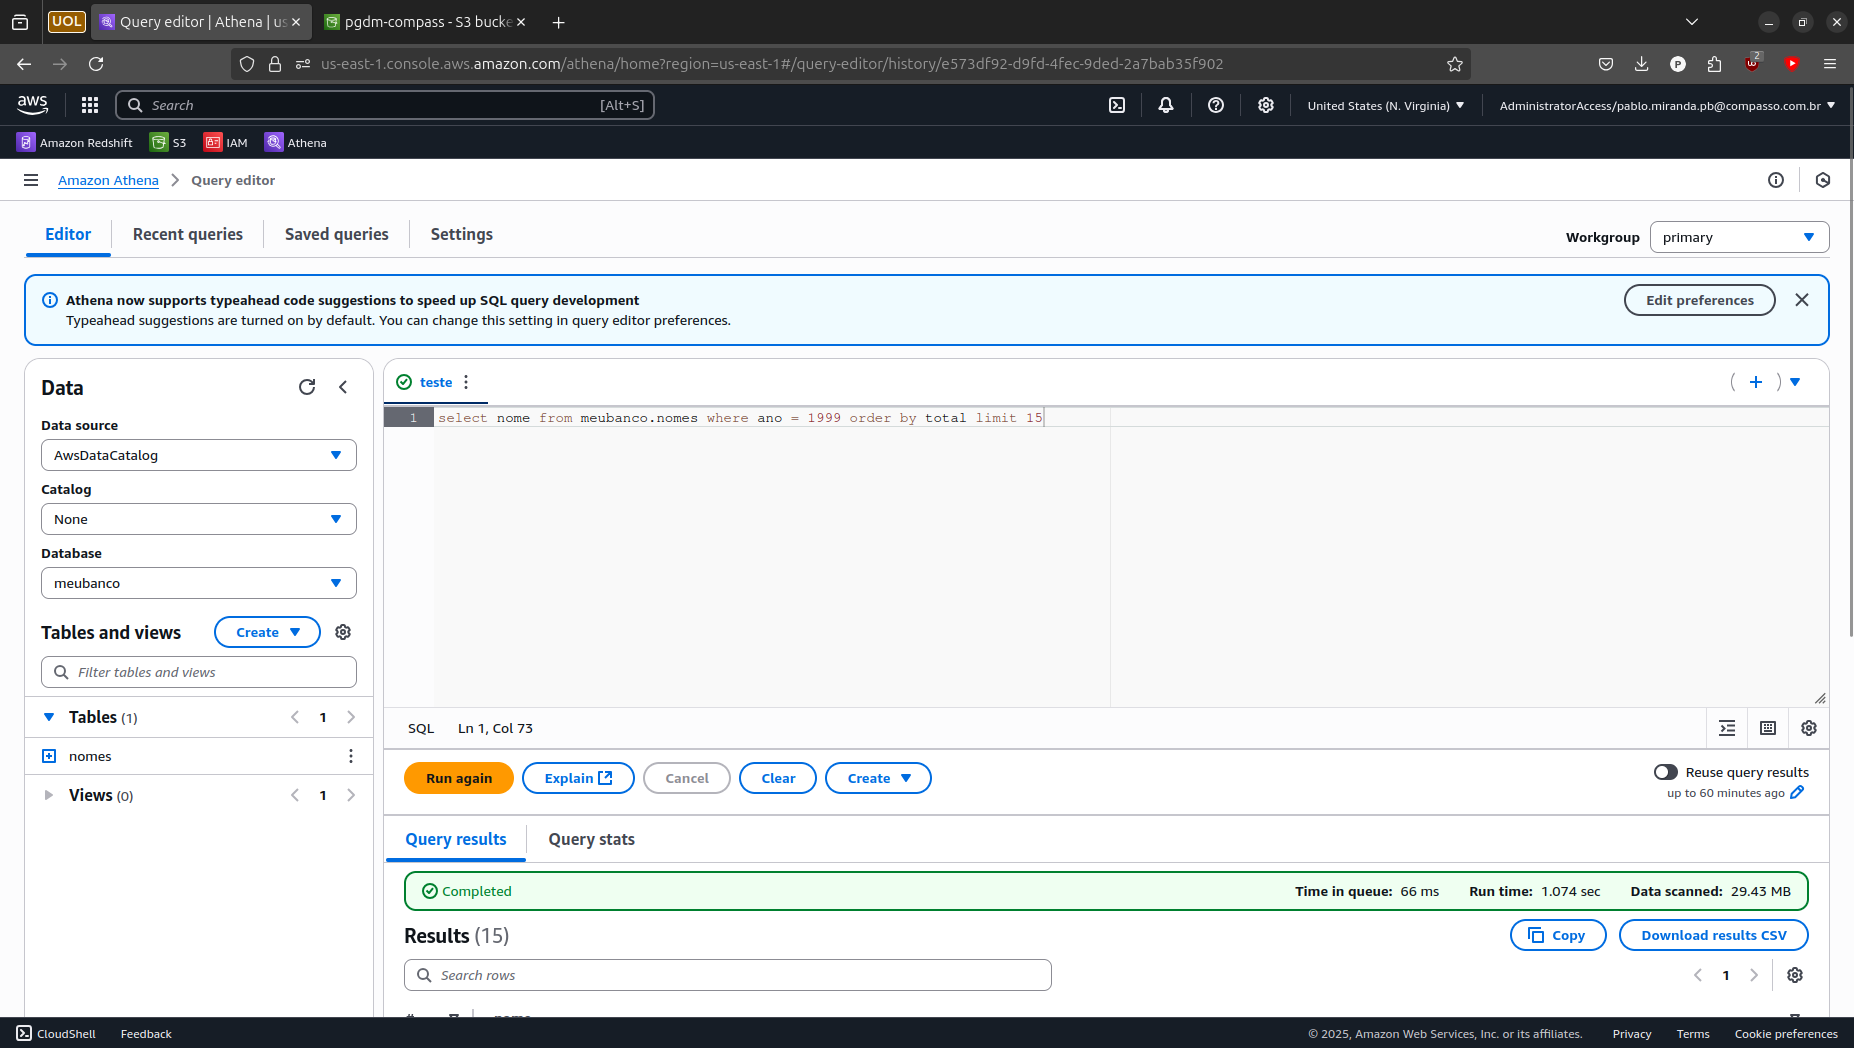 UOL
Query editor | Athena | us
pgdm-compass - S3 bucke
us-east-1.console.aws.amazon.com/athena/home?region=us-east-1#/query-editor/history/e573df92-d9fd-4fec-9ded-2a7bab35f902
P
2
aws
Search
[Alt+S]
United States (N. Virginia)
AdministratorAccess/pablo.miranda.pb@compasso.com.br
Amazon Redshift
S3
IAM
Athena
Amazon Athena
Query editor
Editor
Recent queries
Saved queries
Settings
Workgroup
primary
Athena now supports typeahead code suggestions to speed up SQL query development
Typeahead suggestions are turned on by default. You can change this setting in query editor preferences.
Edit preferences
Data
Data source
AwsDataCatalog
Catalog
None
Database
meubanco
Tables and views
Create
Filter tables and views
Tables (1)
1
nomes
Views (0)
1
teste
1
select nome from meubanco.nomes where ano = 1999 order by total limit 15
SQL
Ln 1, Col 73
Run again
Explain
Cancel
Clear
Create
Reuse query results
up to 60 minutes ago
Query results
Query stats
Completed
Time in queue: 66 ms
Run time: 1.074 sec
Data scanned: 29.43 MB
Results (15)
Copy
Download results CSV
Search rows
1
CloudShell
Feedback
© 2025, Amazon Web Services, Inc. or its affiliates.
Privacy
Terms
Cookie preferences